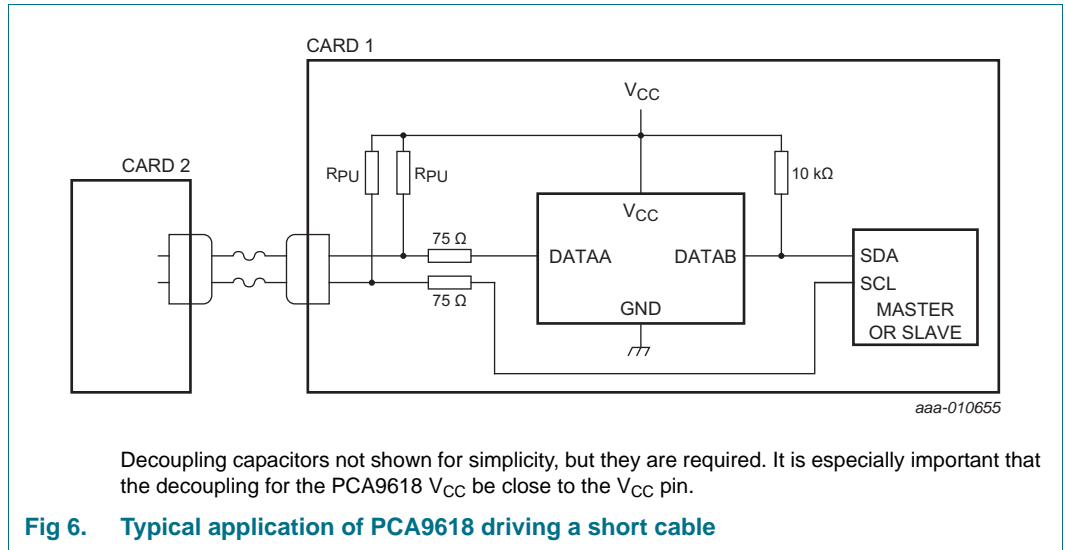 CARD 1
VCC
CARD 2
RPU
RPU
10 kΩ
VCC
75 Ω
DATAA
DATAB
SDA
SCL
75 Ω
GND
MASTER
OR SLAVE
aaa-010655
Decoupling capacitors not shown for simplicity, but they are required. It is especially important that
the decoupling for the PCA9618 VCC be close to the VCC pin.
Fig 6. Typical application of PCA9618 driving a short cable